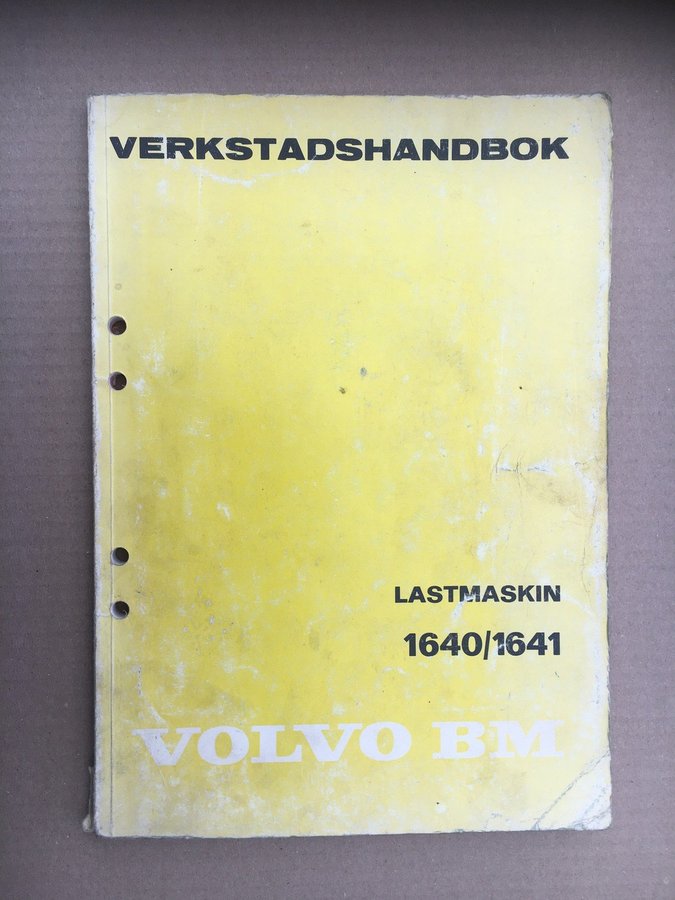 VERKSTADSHANDBOK
LASTMASKIN
1640/1641
VOLVO BM